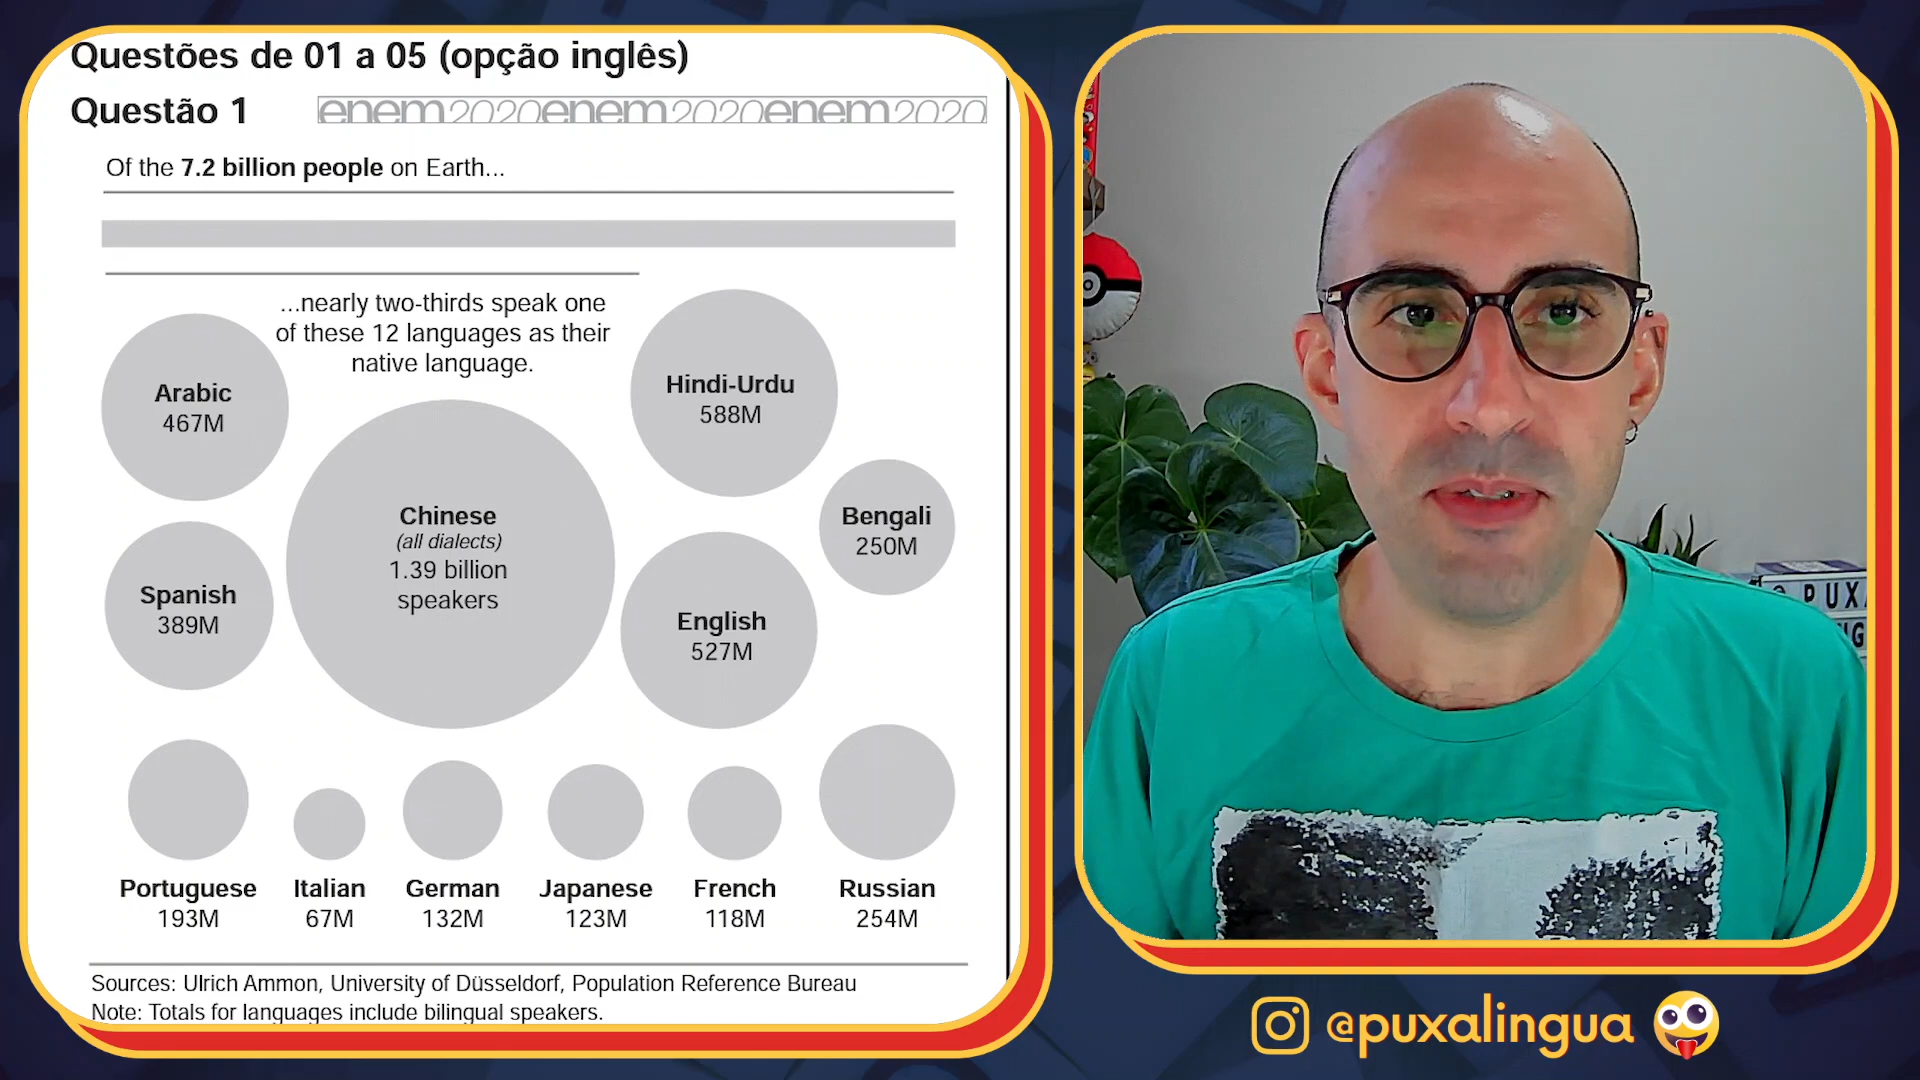 Questões de 01 a 05 (opção inglês)
Questão 1
enem2020enem2020enem2020
Of the 7.2 billion people on Earth...
...nearly two-thirds speak one
of these 12 languages as their
native language.
Arabic
467M
Hindi-Urdu
588M
Chinese
(all dialects)
1.39 billion
speakers
Bengali
250M
Spanish
389M
English
527M
Portuguese
193M
Italian
67M
German
132M
Japanese
123M
French
118M
Russian
254M
Sources: Ulrich Ammon, University of Düsseldorf, Population Reference Bureau
Note: Totals for languages include bilingual speakers.
@ PUXA
@puxalingua